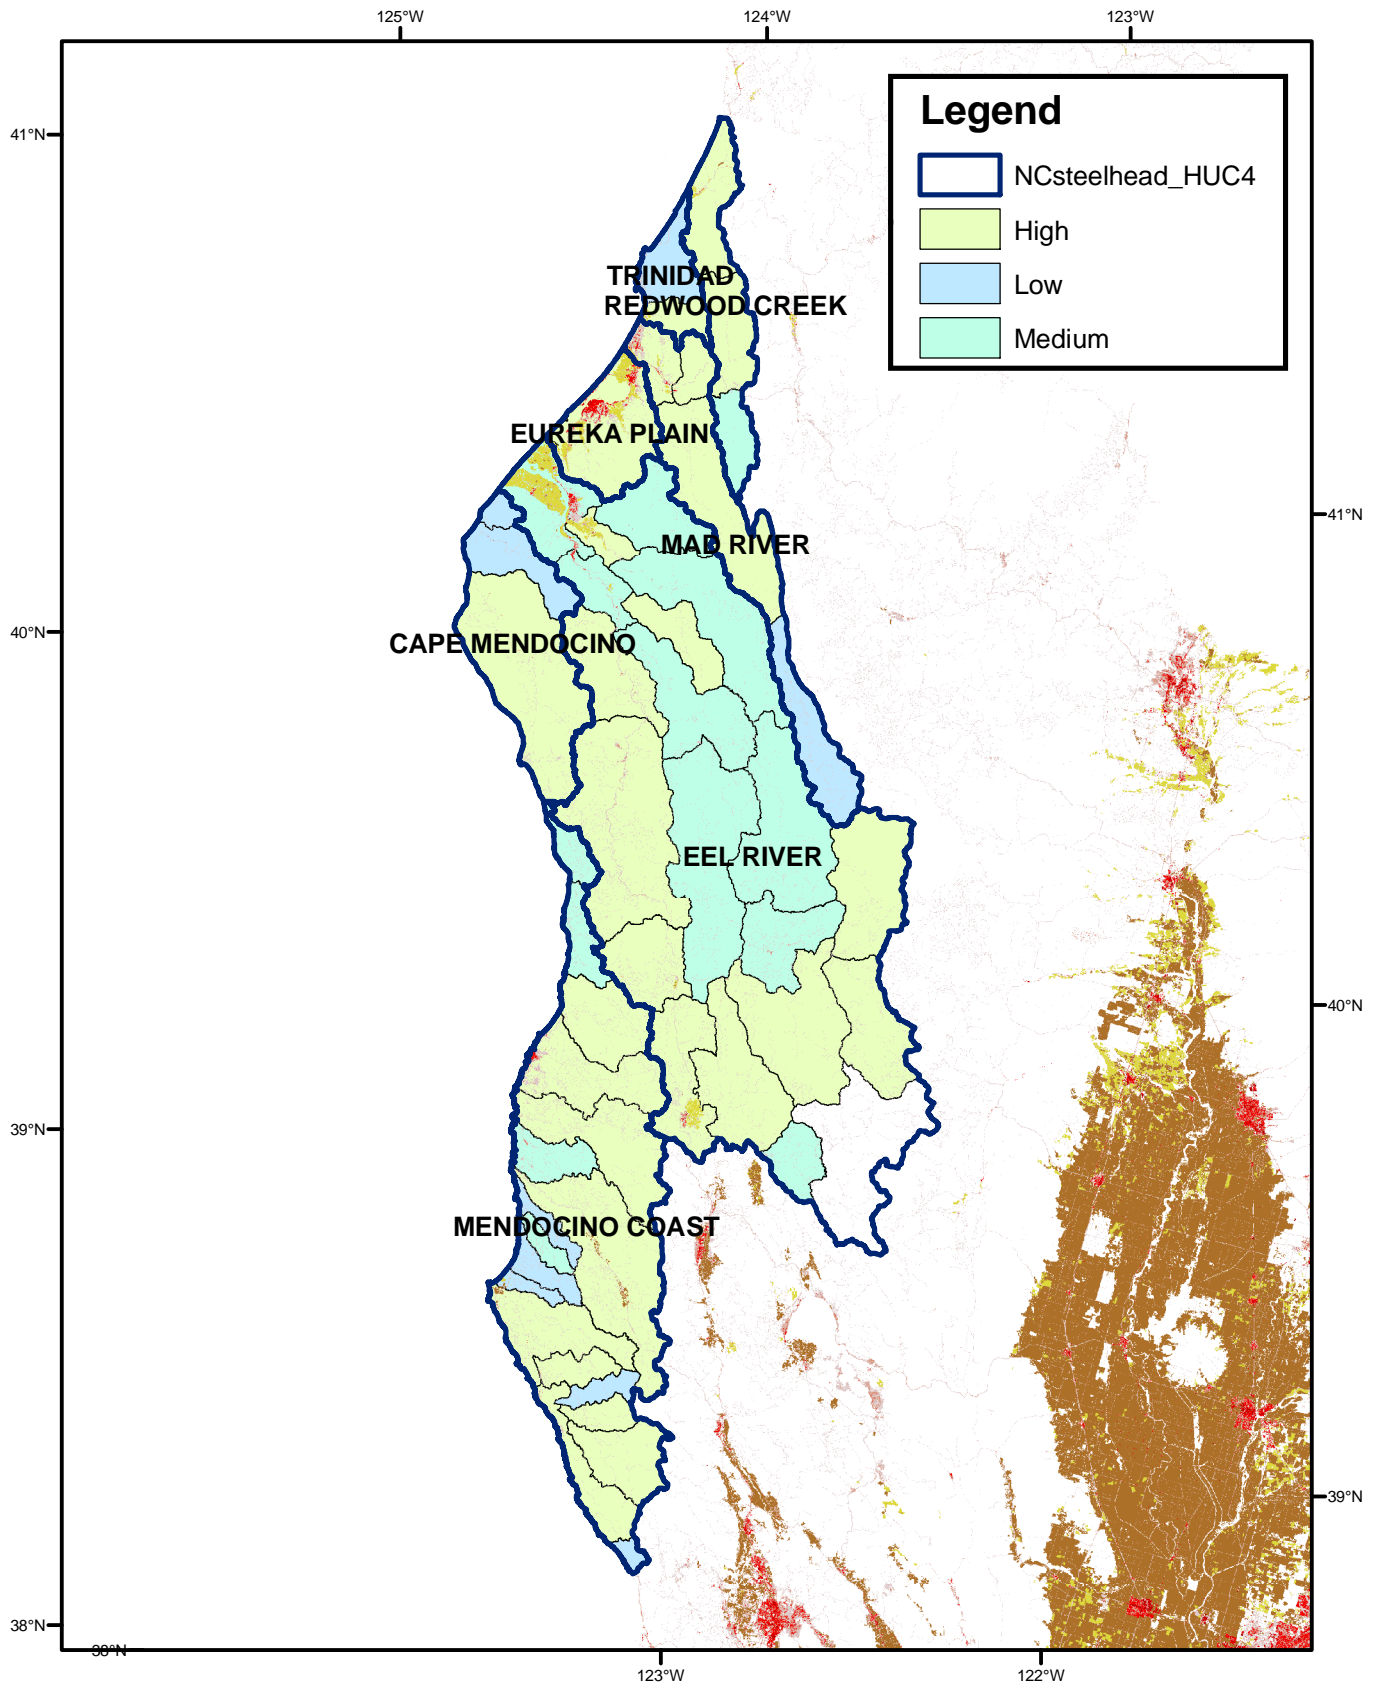 125°W
124°W
123°W
Legend
NCsteelhead_HUC4
High
Low
Medium
41°N
TRINIDAD
REDWOOD CREEK
EUREKA PLAIN
41°N
MAD RIVER
40°N
CAPE MENDOCINO
EEL RIVER
40°N
39°N
MENDOCINO COAST
39°N
38°N
38°N
123°W
122°W